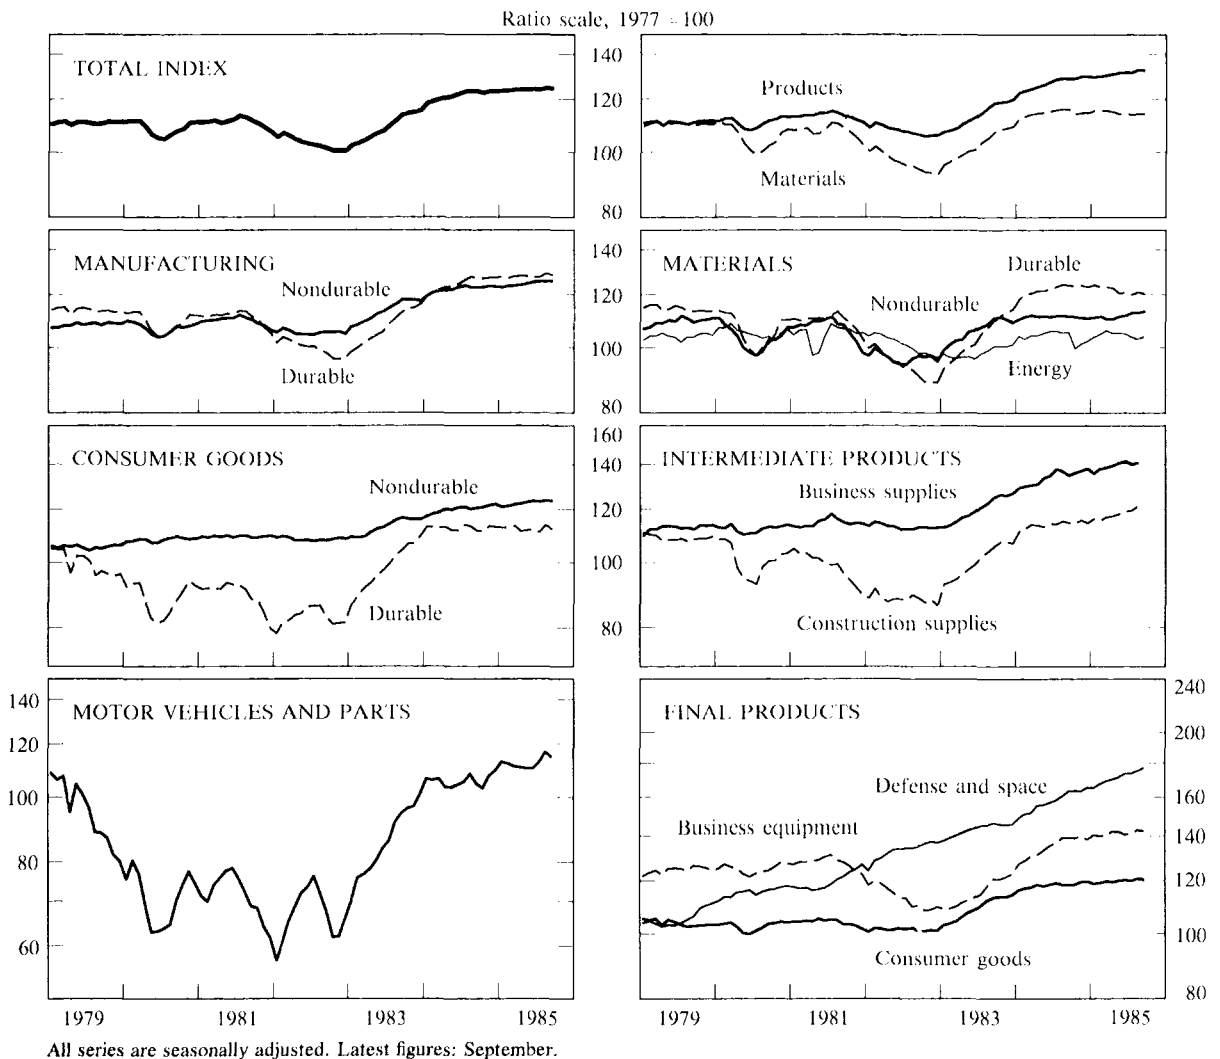 Ratio scale, 1977 = 100
TOTAL INDEX
140
120
100
80
Products
Materials
MANUFACTURING
Nondurable
Durable
140
120
100
80
MATERIALS
Durable
Nondurable
Energy
CONSUMER GOODS
Nondurable
Durable
160
140
120
100
80
INTERMEDIATE PRODUCTS
Business supplies
Construction supplies
140
120
100
80
60
MOTOR VEHICLES AND PARTS
FINAL PRODUCTS
Defense and space
Business equipment
Consumer goods
240
200
160
140
120
100
80
1979 1981 1983 1985
1979 1981 1983 1985
All series are seasonally adjusted. Latest figures: September.